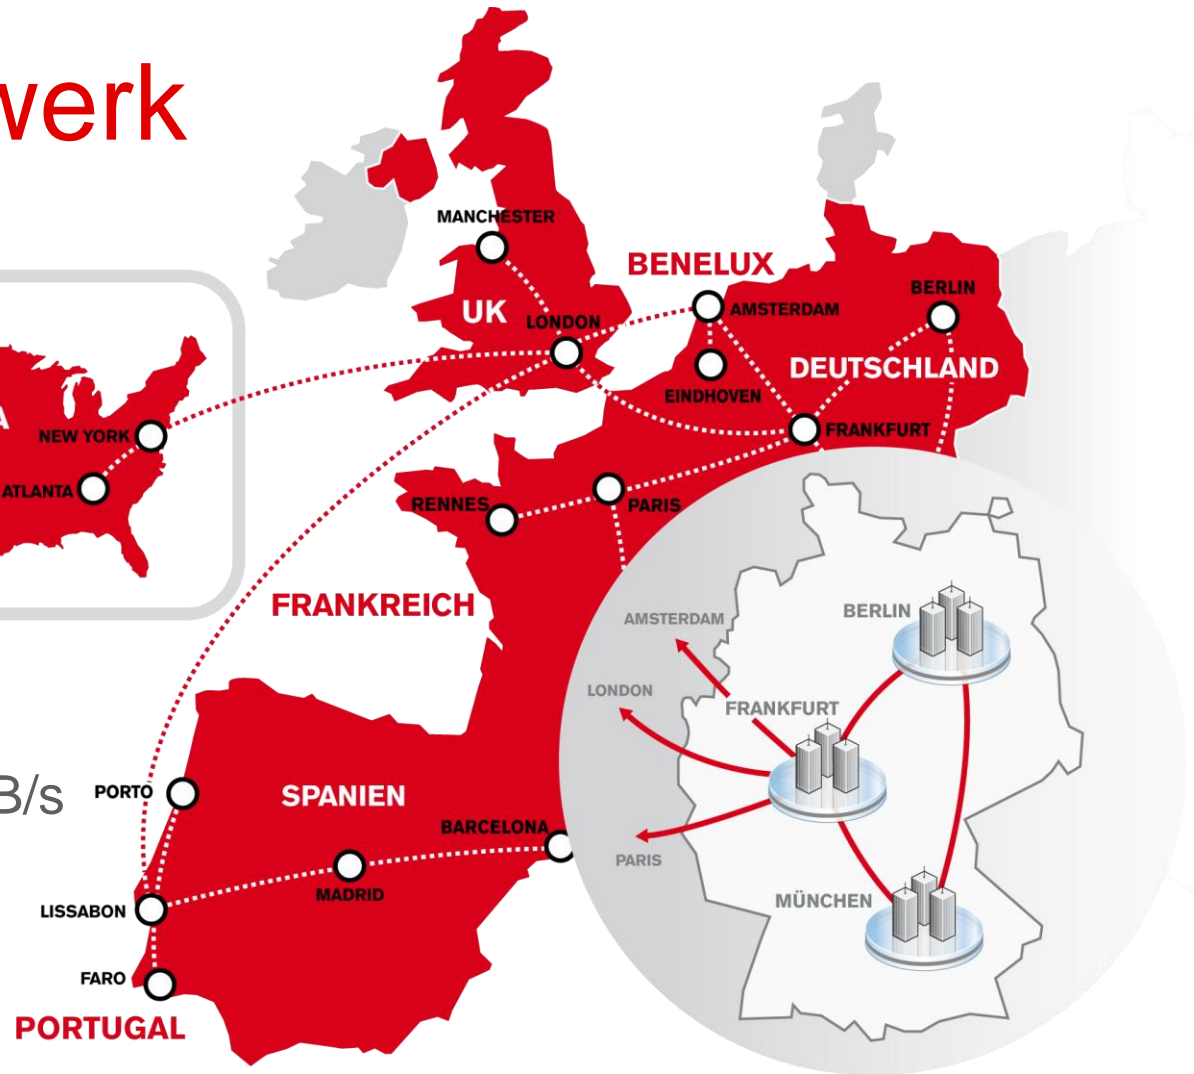 werk
MANCHESTER
BENELUX
UK
LONDON
AMSTERDAM
BERLIN
DEUTSCHLAND
EINDHOVEN
A
NEW YORK
FRANKFURT
ATLANTA
RENNES
PARIS
FRANKREICH
AMSTERDAM
BERLIN
LONDON
FRANKFURT
B/s
PORTO
SPANIEN
BARCELONA
PARIS
MADRID
MÜNCHEN
LISSABON
FARO
PORTUGAL